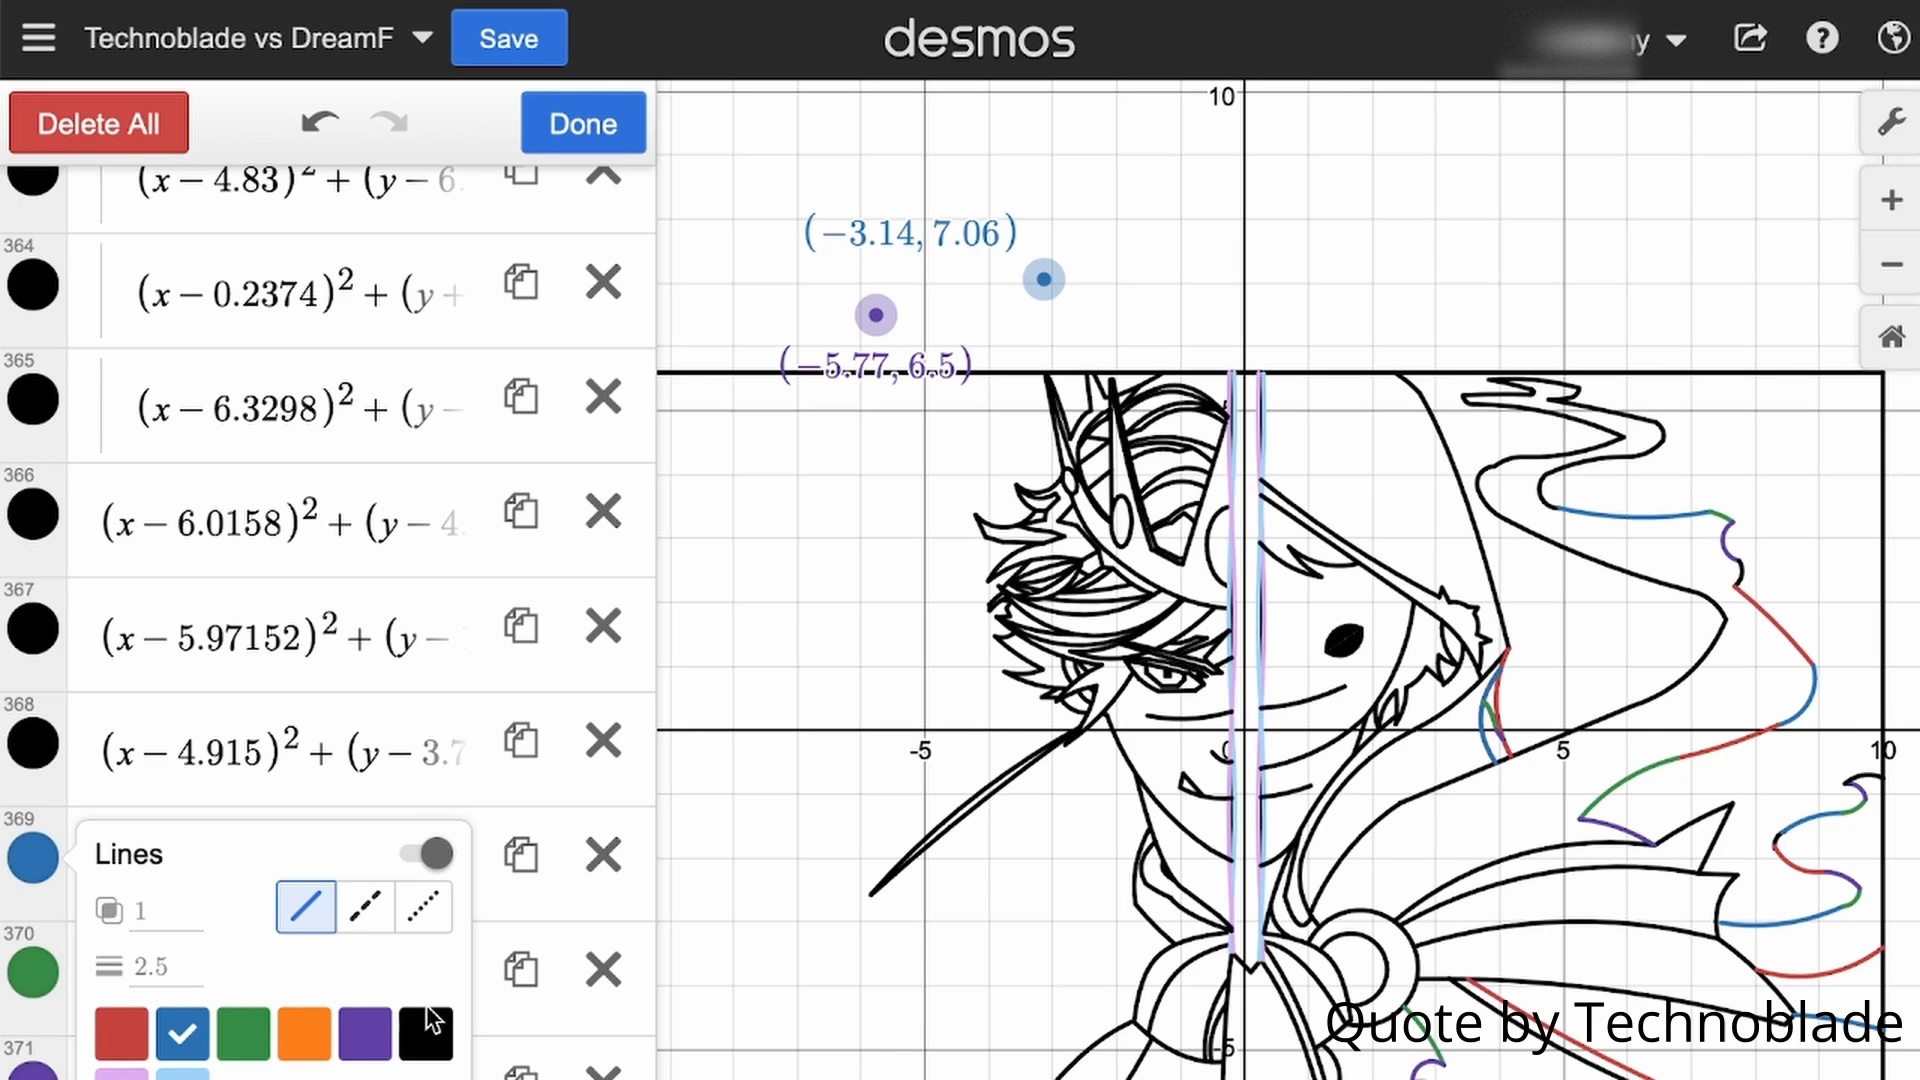 Technoblade vs DreamF
Save
desmos
y
?
Delete All
Done
(x − 4.83)² + (y − 6.
364
(x − 0.2374)² + (y +
365
(x − 6.3298)² + (y −
366
(x − 6.0158)² + (y − 4.
367
(x − 5.97152)² + (y −
368
(x − 4.915)² + (y − 3.7
369
Lines
1
2.5
370
371
10
(−3.14, 7.06)
(−5.77, 6.5)
5
-5
0
5
10
-5
Quote by Technoblade